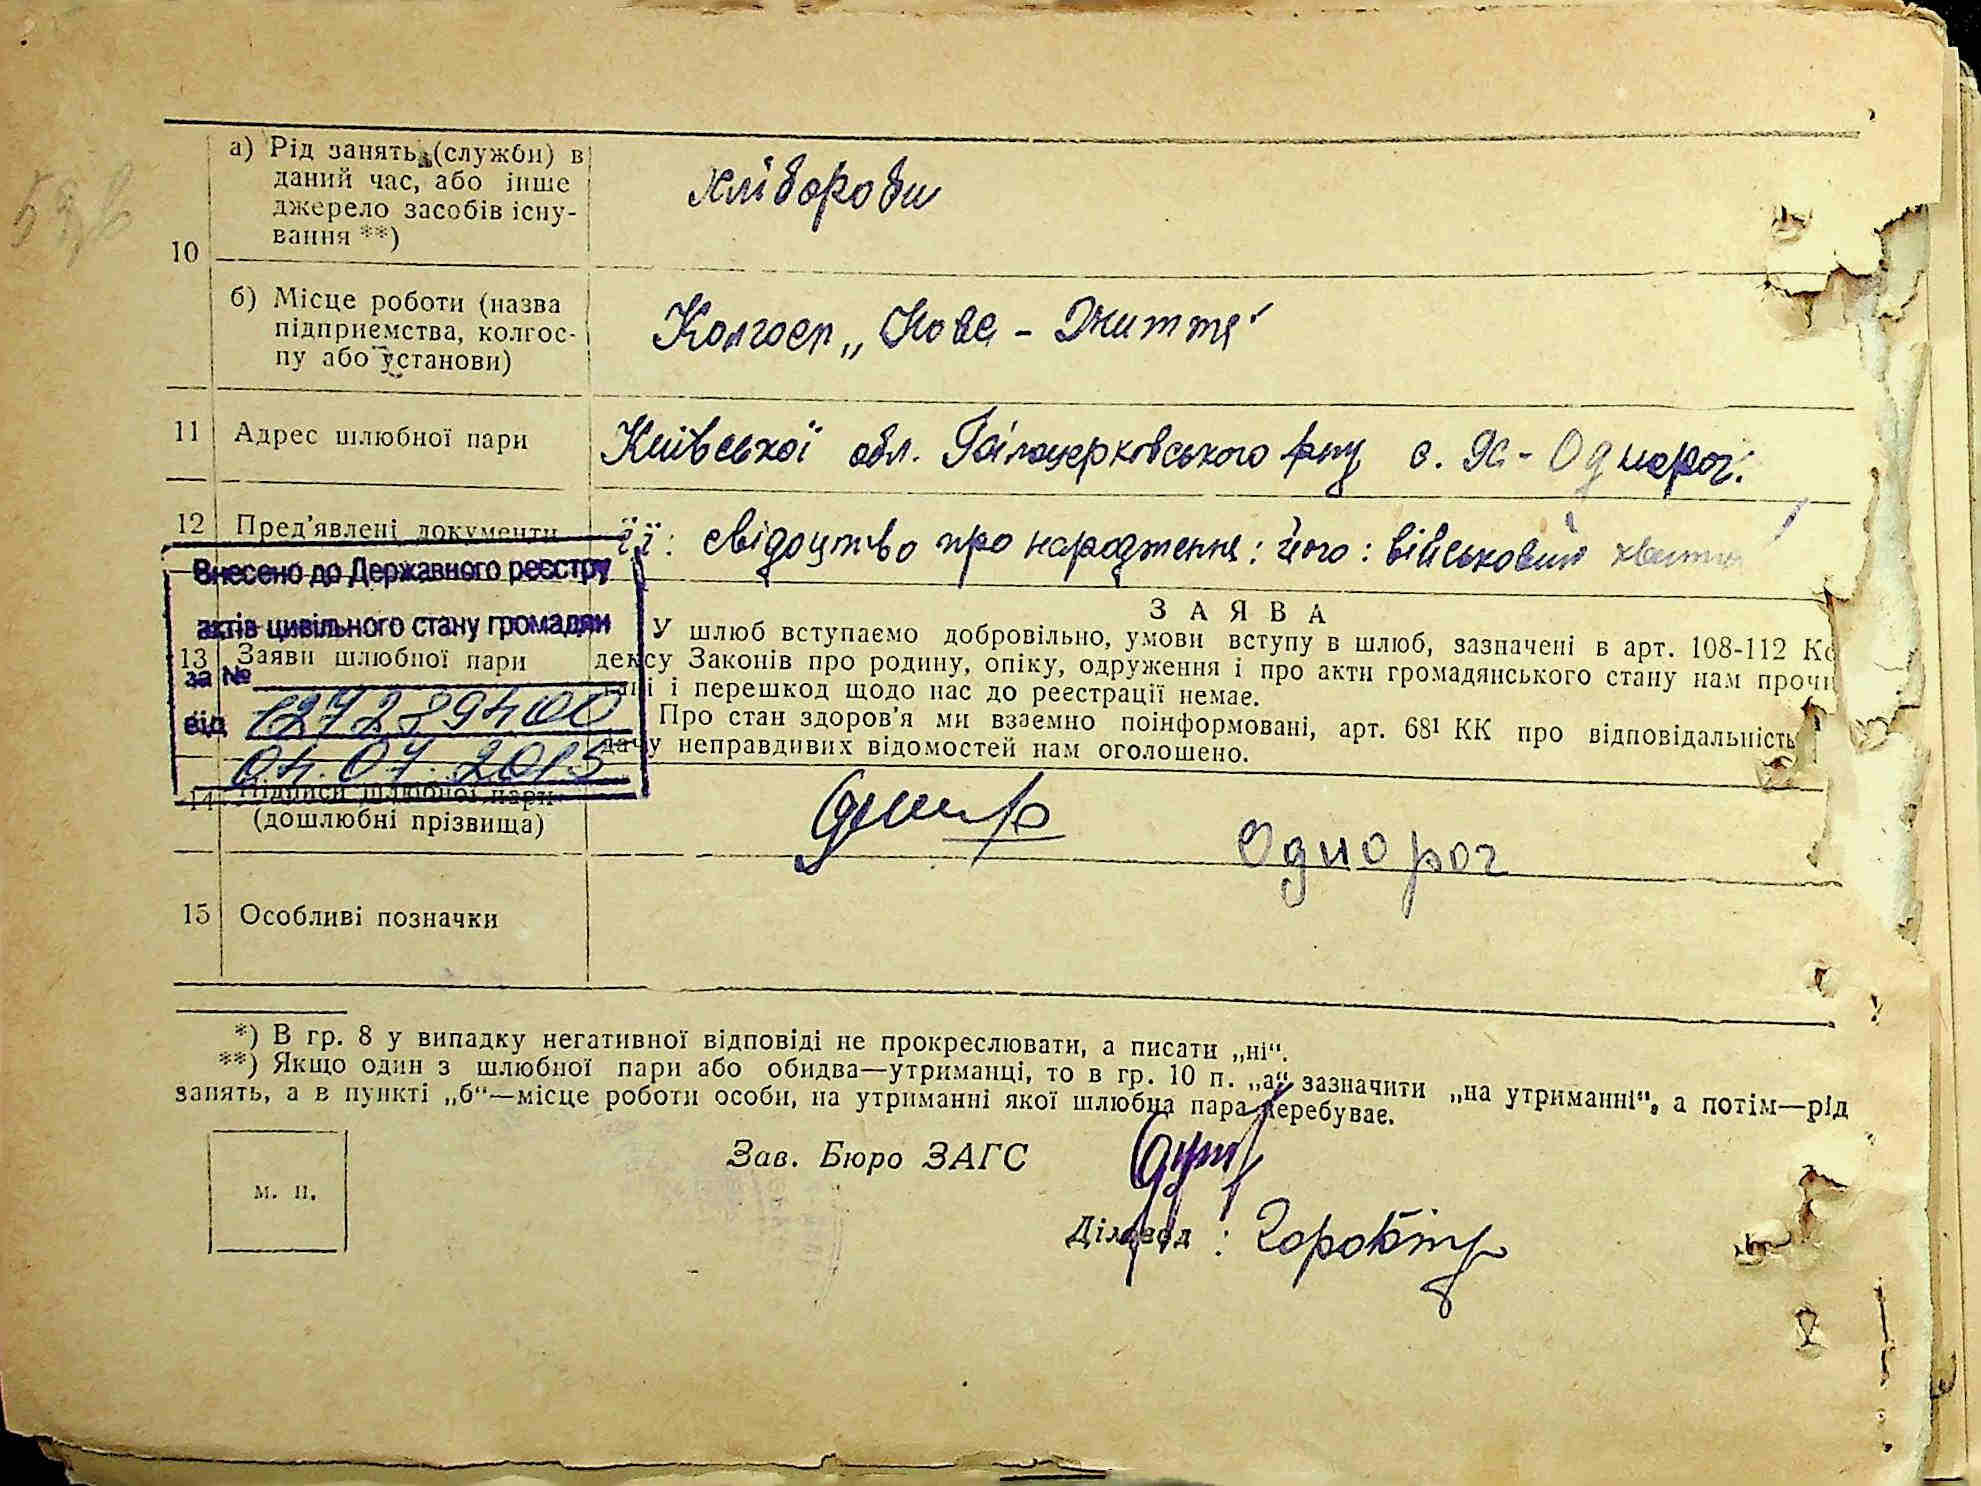 а) Рід занять (служби) в
даний час, або інше
джерело засобів існу-
вання **)
хлібороби
10
б) Місце роботи (назва
підприємства, колгос-
пу або установи)
Колгосп „Нове - Життя"
11 Адрес шлюбної пари
Київської обл. Білоцерківського р-ну с. Яс-Однорог.
12 Пред'явлені документи
її: свідоцтво про народження: його: військовий квиток
Внесено до Державного реєстру
актів цивільного стану громадян
за №
від 127289400
04.07.2015
13 Заяви шлюбної пари
ЗАЯВА
У шлюб вступаємо добровільно, умови вступу в шлюб, зазначені в арт. 108-112 Ко
дексу Законів про родину, опіку, одруження і про акти громадянського стану нам прочи
і перешкод щодо нас до реєстрації немає.
Про стан здоров'я ми взаємно поінформовані, арт. 68¹ КК про відповідальність
дачу неправдивих відомостей нам оголошено.
14 Підписи шлюбної пари
(дошлюбні прізвища)
Однорог
15 Особливі позначки
*) В гр. 8 у випадку негативної відповіді не прокреслювати, а писати „ні“.
**) Якщо один з шлюбної пари або обидва—утриманці, то в гр. 10 п. „а“ зазначити „на утриманні“, а потім—рід
занять, а в пункті „б“—місце роботи особи, на утриманні якої шлюбна пара перебуває.
Зав. Бюро ЗАГС
м. п.
Діловод :